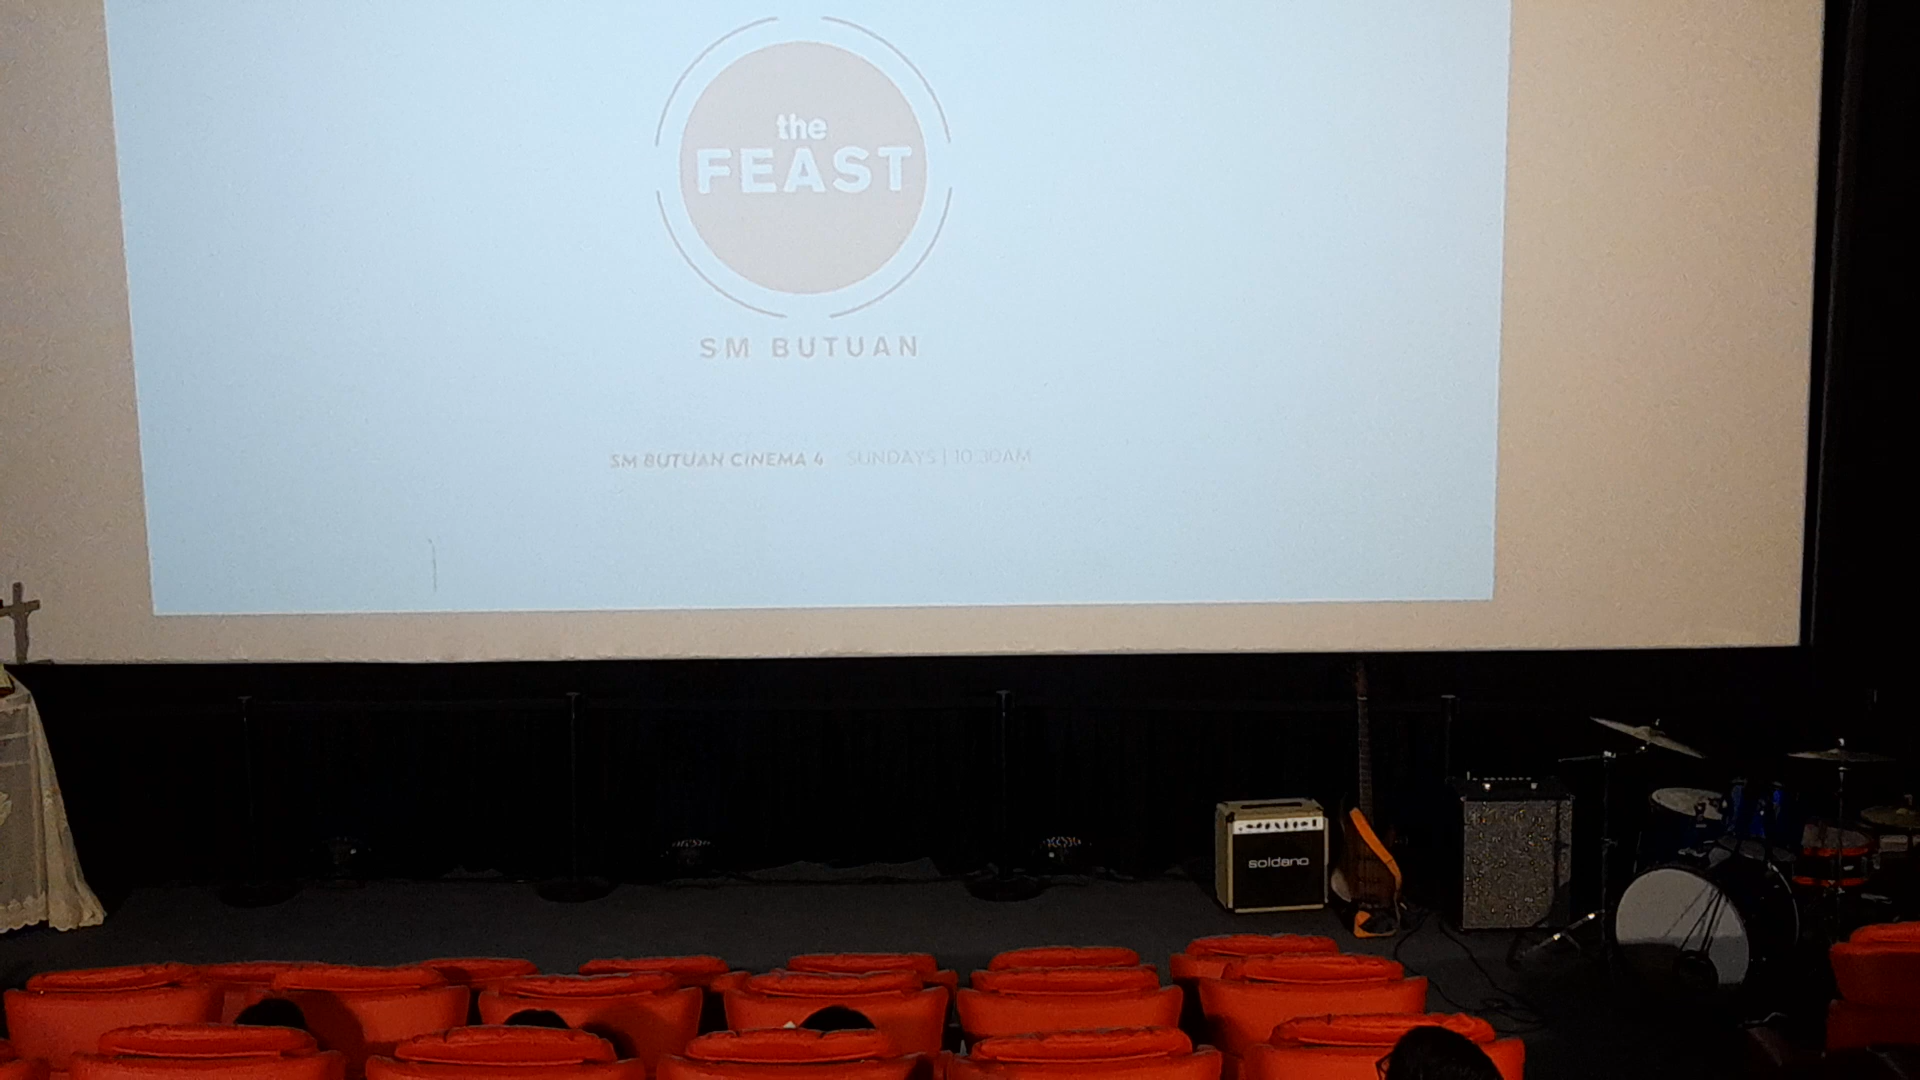 the
FEAST
SM BUTUAN
SM BUTUAN CINEMA 4 SUNDAYS | 10:30AM
soldano